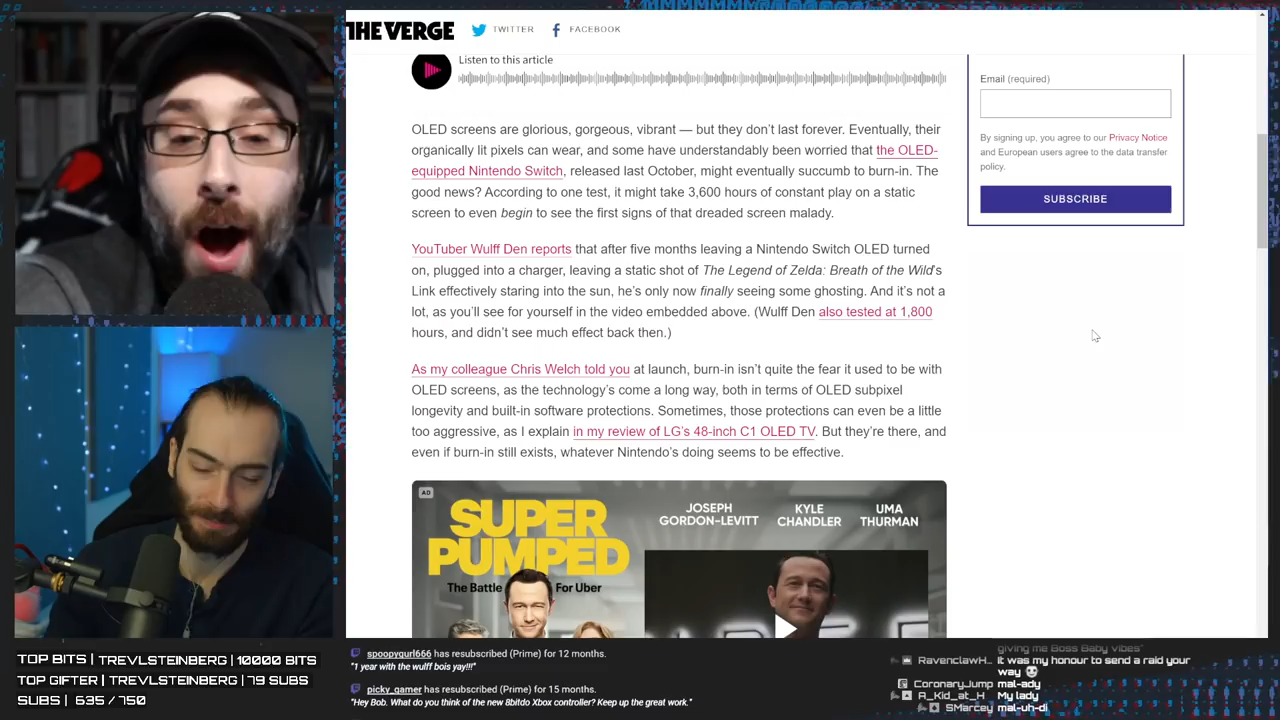 THE VERGE
TWITTER
FACEBOOK
Listen to this article
OLED screens are glorious, gorgeous, vibrant — but they don't last forever. Eventually, their
organically lit pixels can wear, and some have understandably been worried that the OLED-
equipped Nintendo Switch, released last October, might eventually succumb to burn-in. The
good news? According to one test, it might take 3,600 hours of constant play on a static
screen to even begin to see the first signs of that dreaded screen malady.
YouTuber Wulff Den reports that after five months leaving a Nintendo Switch OLED turned
on, plugged into a charger, leaving a static shot of The Legend of Zelda: Breath of the Wild's
Link effectively staring into the sun, he's only now finally seeing some ghosting. And it's not a
lot, as you'll see for yourself in the video embedded above. (Wulff Den also tested at 1,800
hours, and didn't see much effect back then.)
As my colleague Chris Welch told you at launch, burn-in isn't quite the fear it used to be with
OLED screens, as the technology's come a long way, both in terms of OLED subpixel
longevity and built-in software protections. Sometimes, those protections can even be a little
too aggressive, as I explain in my review of LG's 48-inch C1 OLED TV. But they're there, and
even if burn-in still exists, whatever Nintendo's doing seems to be effective.
Email (required)
By signing up, you agree to our Privacy Notice
and European users agree to the data transfer
policy.
SUBSCRIBE
AD
SUPER
PUMPED
The Battle For Uber
JOSEPH
GORDON-LEVITT
KYLE
CHANDLER
UMA
THURMAN
TOP BITS | TREVLSTEINBERG | 10000 BITS
TOP GIFTER | TREVLSTEINBERG | 79 SUBS
SUBS | 635 / 750
spoopygurl666 has resubscribed (Prime) for 12 months.
"1 year with the wulff bois yay!!!"
picky_gamer has resubscribed (Prime) for 15 months.
"Hey Bob. What do you think of the new 8bitdo Xbox controller? Keep up the great work."
giving me Boss Baby vibes"
RavenclawH... it was my honour to send a raid your
way
CoronaryJump mal-ady
A_Kid_at_H My lady
SMarcey mal-uh-di